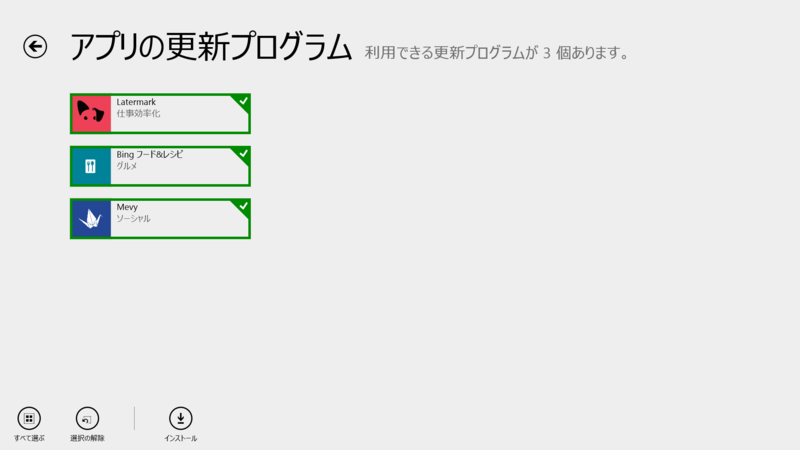 アプリの更新プログラム 利用できる更新プログラムが 3 個あります。
Latermark
仕事効率化
Bing フード&レシピ
グルメ
Mevy
ソーシャル
すべて選ぶ 選択の解除 インストール